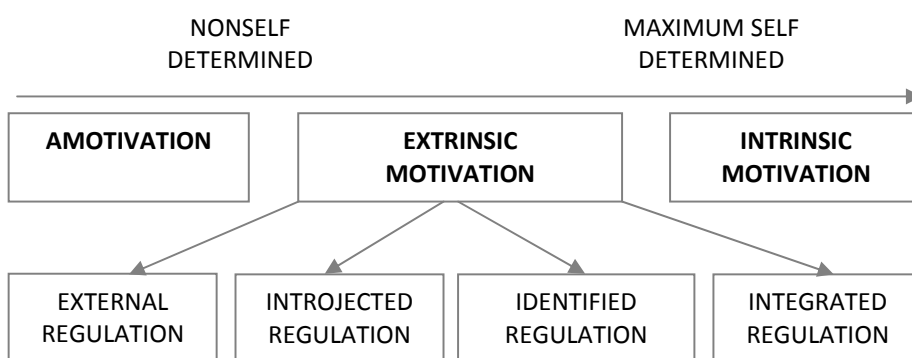 NONSELF
DETERMINED
MAXIMUM SELF
DETERMINED
AMOTIVATION
EXTRINSIC
MOTIVATION
INTRINSIC
MOTIVATION
EXTERNAL
REGULATION
INTROJECTED
REGULATION
IDENTIFIED
REGULATION
INTEGRATED
REGULATION